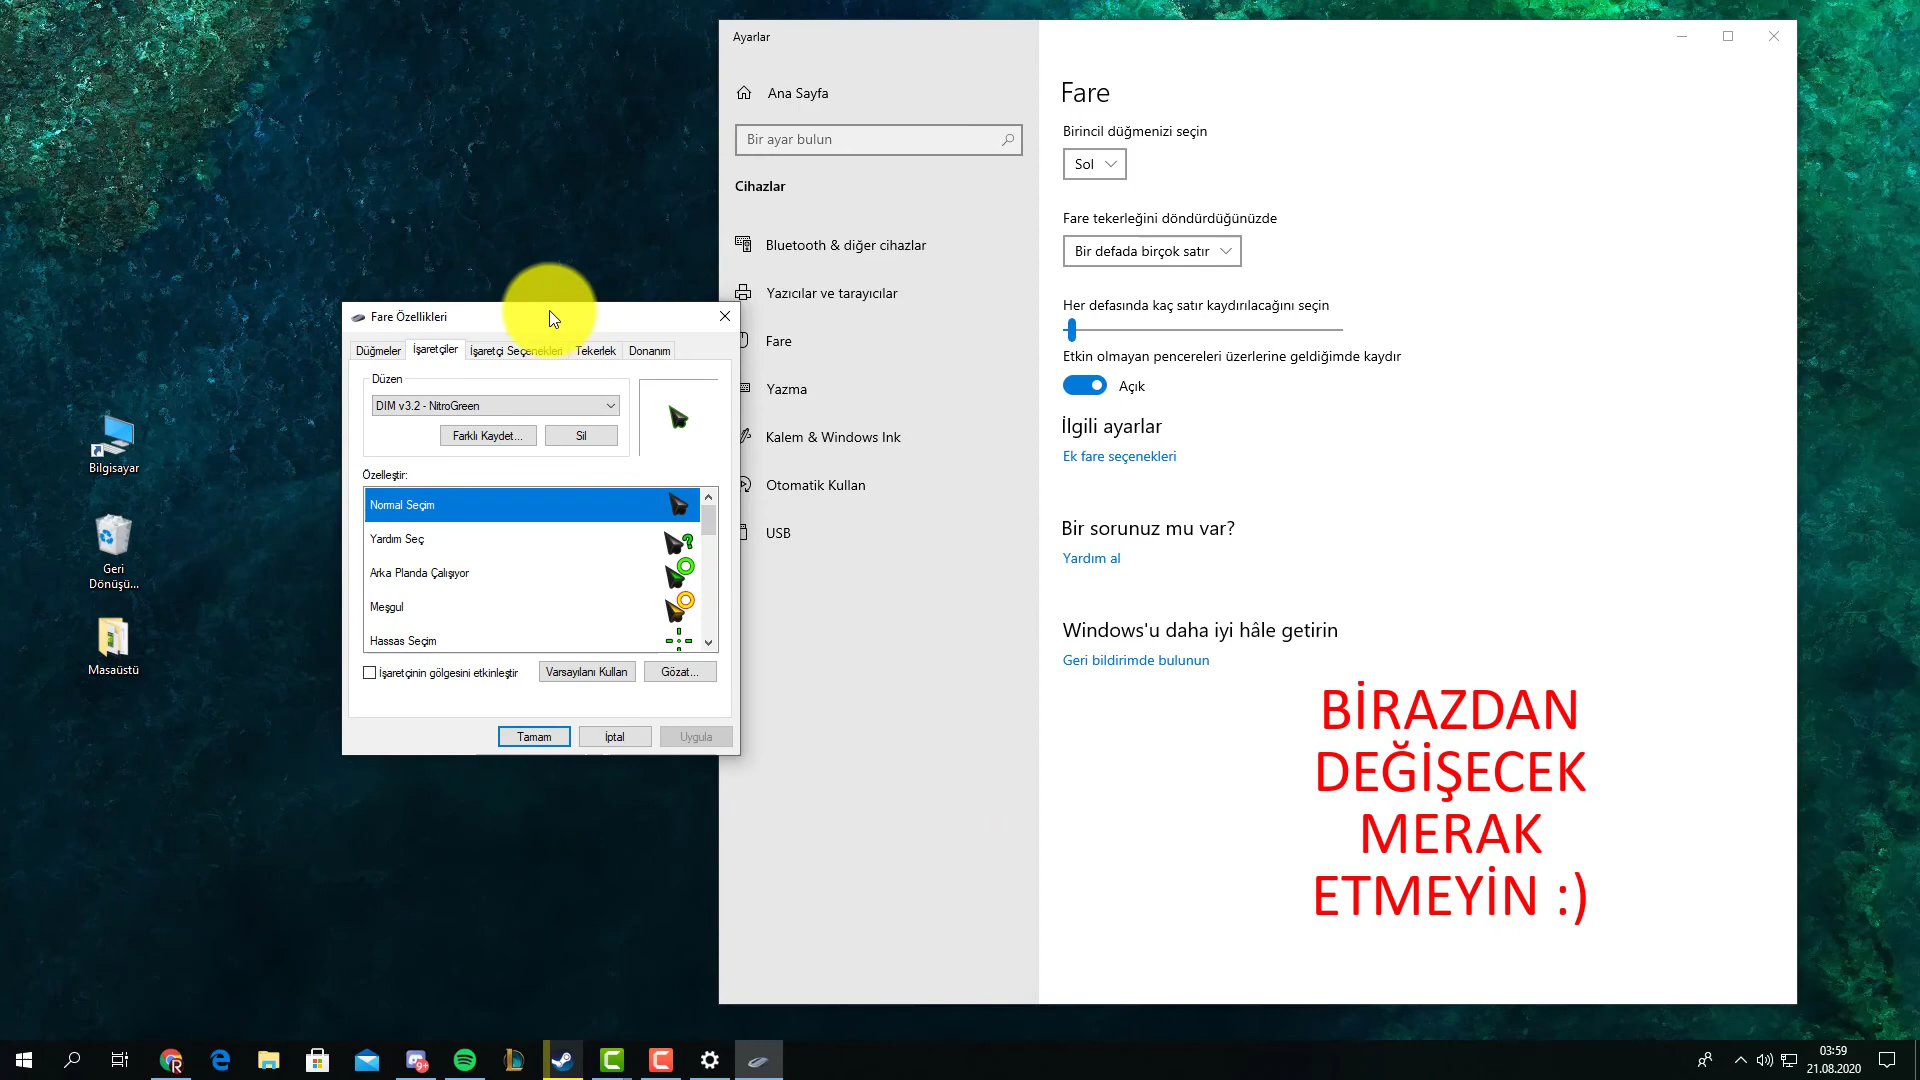 Ayarlar
Ana Sayfa
Bir ayar bulun
Cihazlar
Bluetooth & diğer cihazlar
Yazıcılar ve tarayıcılar
Fare
Yazma
Kalem & Windows Ink
Otomatik Kullan
USB
Fare
Birincil düğmenizi seçin
Sol
Fare tekerleğini döndürdüğünüzde
Bir defada birçok satır
Her defasında kaç satır kaydırılacağını seçin
Etkin olmayan pencereleri üzerlerine geldiğimde kaydır
Açık
İlgili ayarlar
Ek fare seçenekleri
Bir sorunuz mu var?
Yardım al
Windows'u daha iyi hâle getirin
Geri bildirimde bulunun
BİRAZDAN
DEĞİŞECEK
MERAK
ETMEYİN :)
Fare Özellikleri
Düğmeler İşaretçiler İşaretçi Seçenekleri Tekerlek Donanım
Düzen
DIM v3.2 - NitroGreen
Farklı Kaydet... Sil
Özelleştir:
Normal Seçim
Yardım Seç
Arka Planda Çalışıyor
Meşgul
Hassas Seçim
İşaretçinin gölgesini etkinleştir Varsayılanı Kullan Gözat...
Tamam İptal Uygula
Bilgisayar
Geri
Dönüşü...
Masaüstü
9+
03:59
21.08.2020